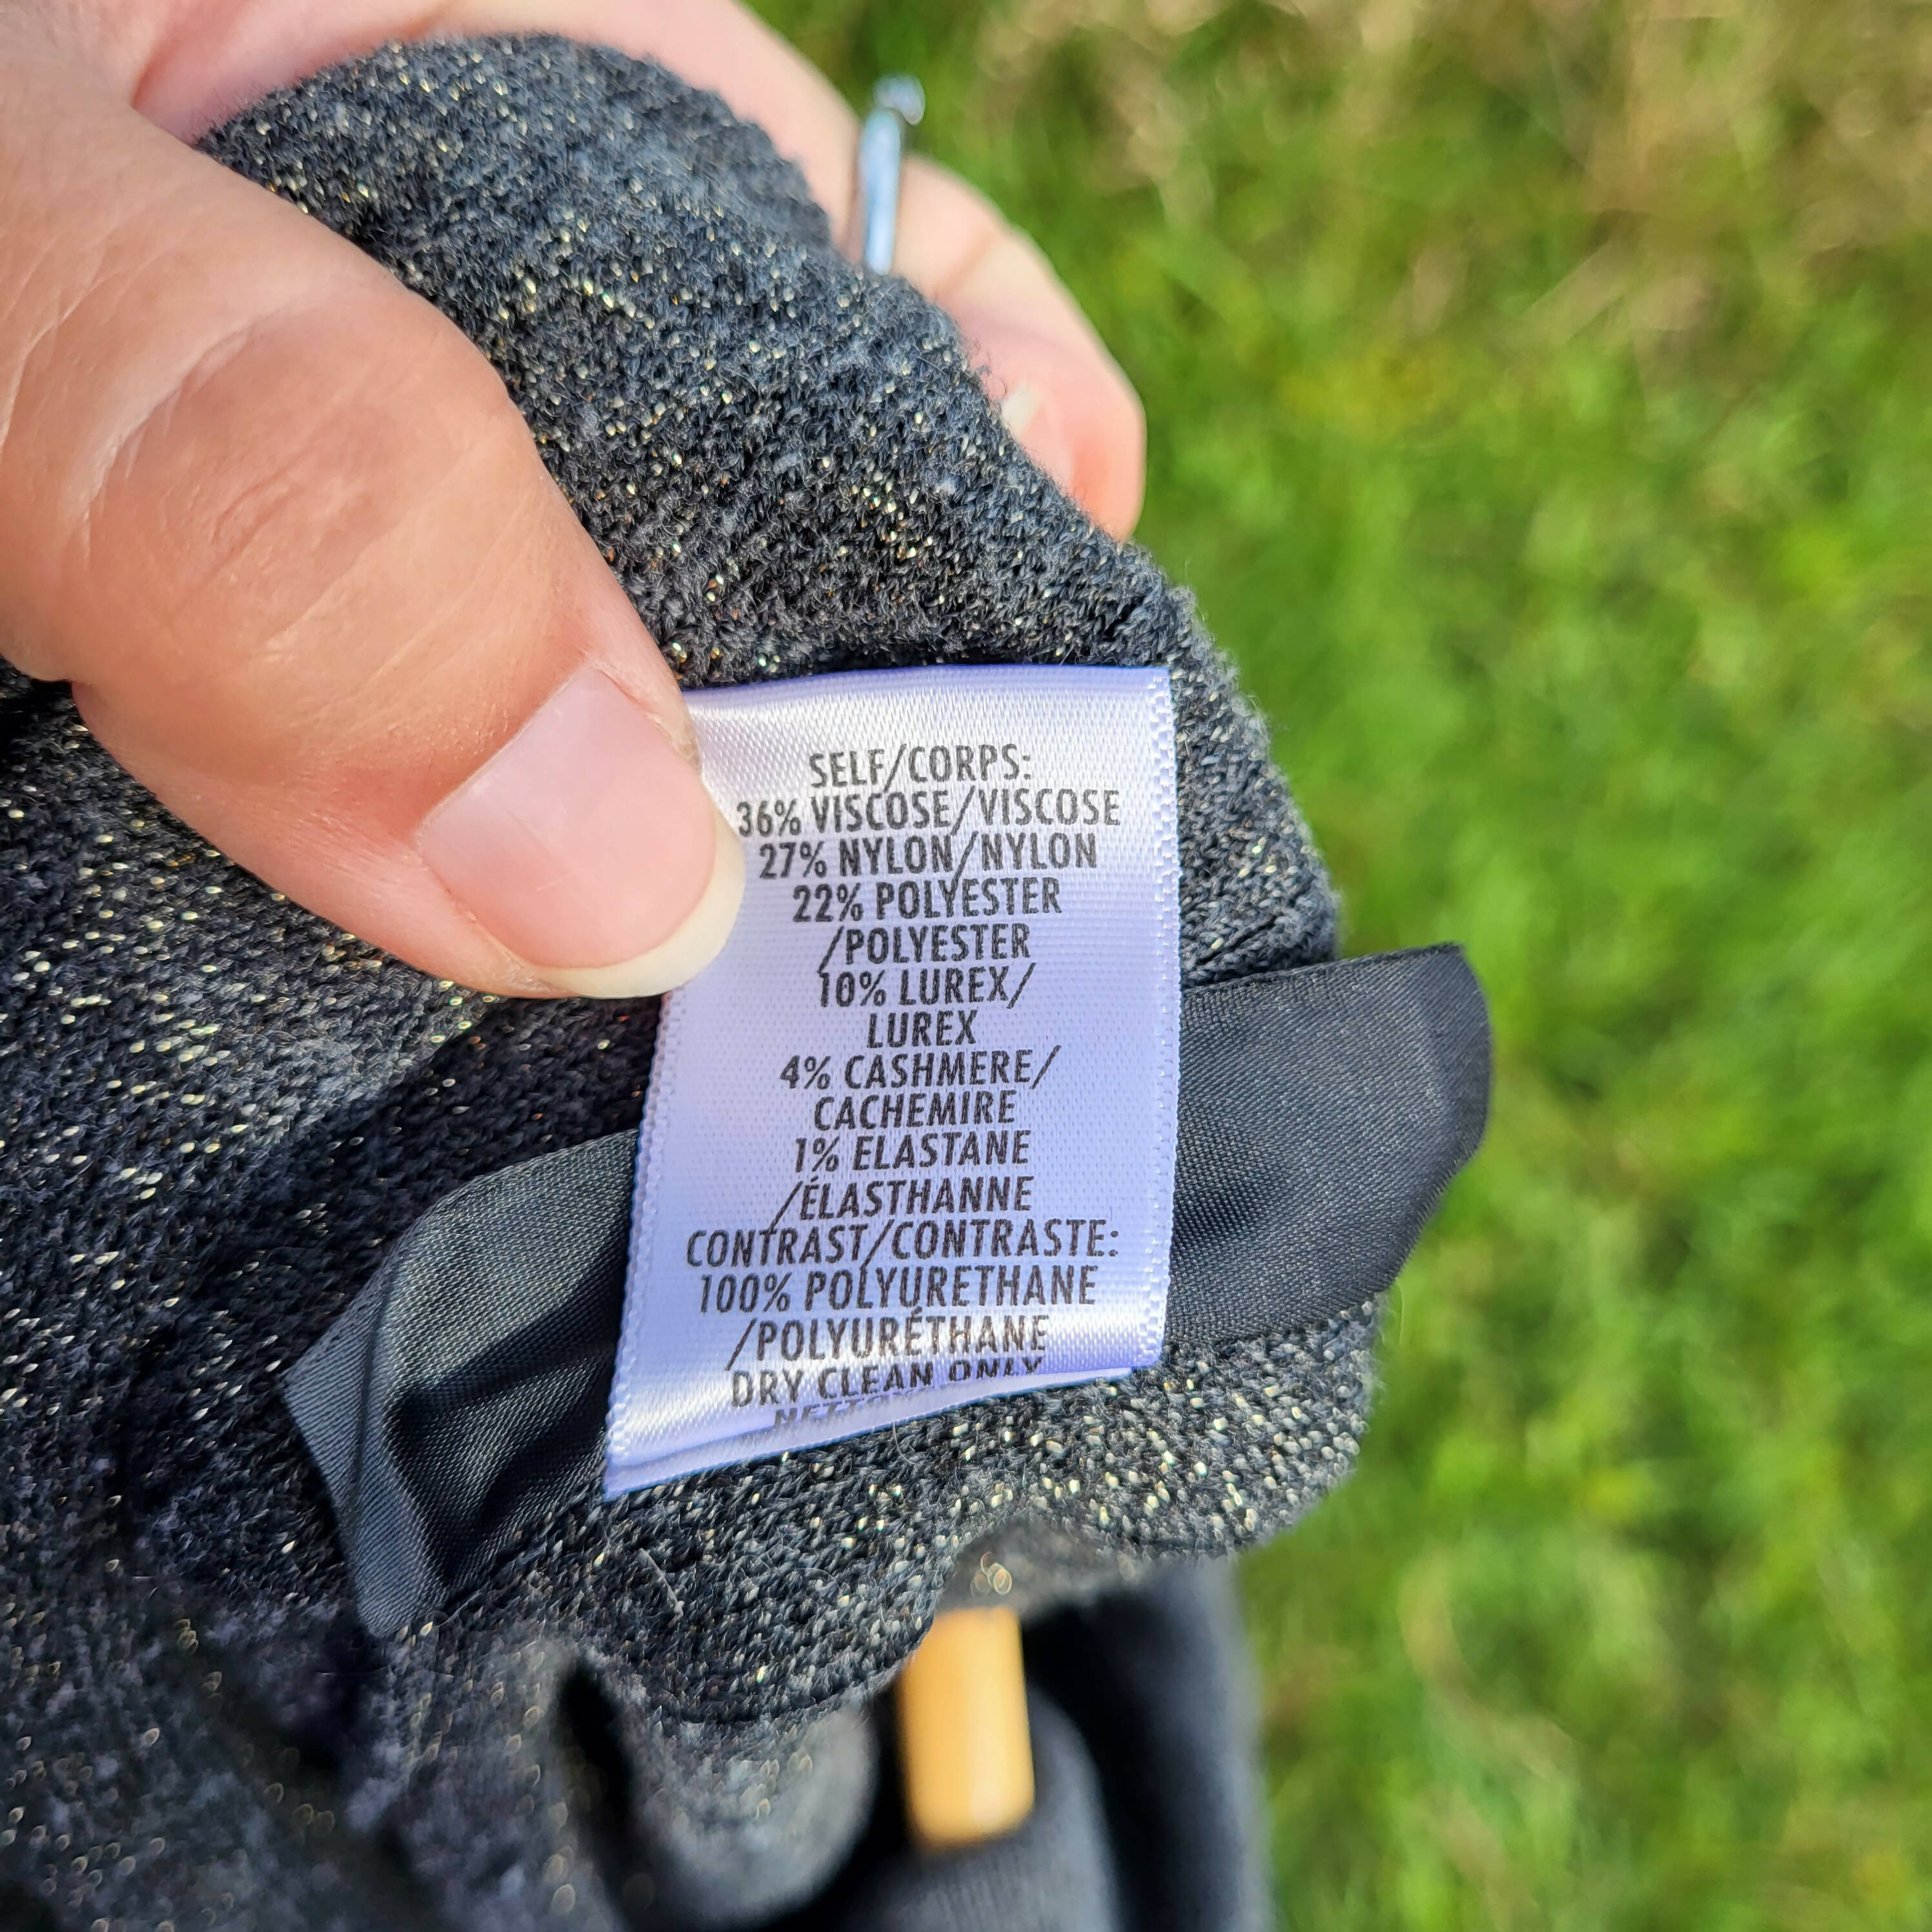 SELF/CORPS:
36% VISCOSE/VISCOSE
27% NYLON/NYLON
22% POLYESTER
/POLYESTER
10% LUREX/
LUREX
4% CASHMERE/
CACHEMIRE
1% ELASTANE
/ÉLASTHANNE
CONTRAST/CONTRASTE:
100% POLYURETHANE
/POLYURÉTHANE
DRY CLEAN ONLY